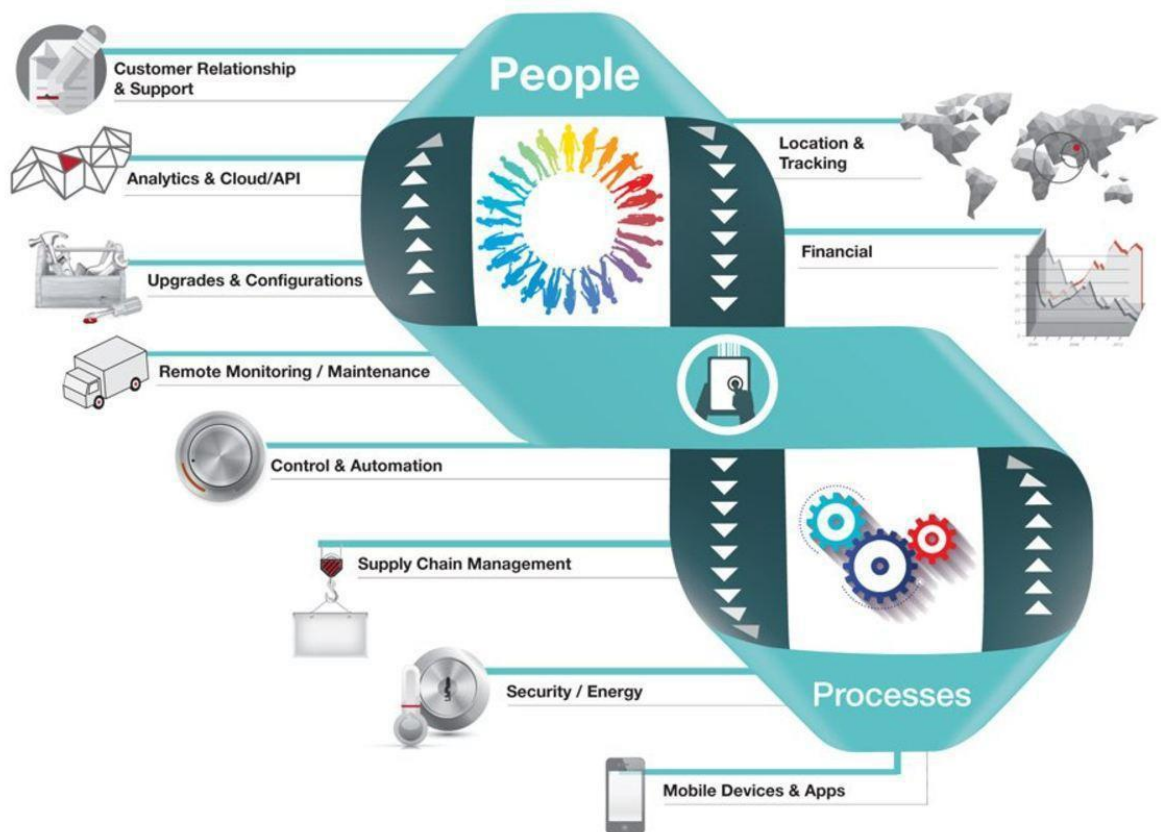 People
Customer Relationship
& Support
Analytics & Cloud/API
Upgrades & Configurations
Remote Monitoring / Maintenance
Control & Automation
Supply Chain Management
Security / Energy
Mobile Devices & Apps
Location &
Tracking
Financial
Processes